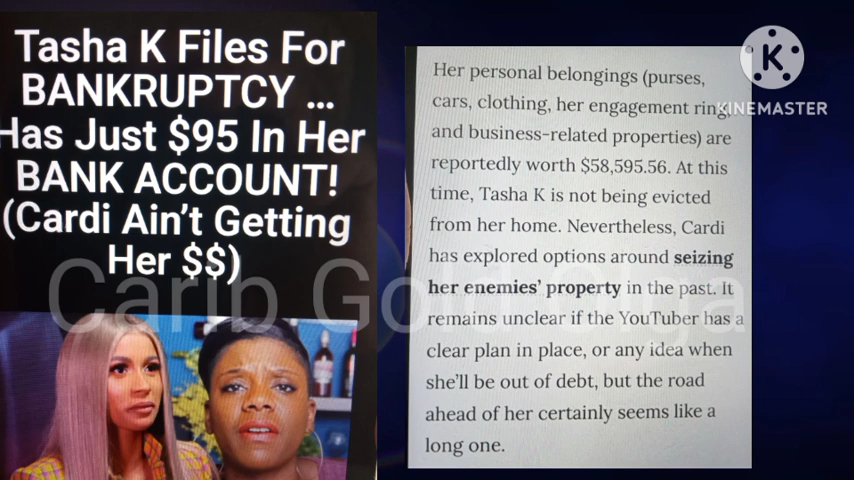 Tasha K Files For
BANKRUPTCY ...
Has Just $95 In Her
BANK ACCOUNT!
(Cardi Ain't Getting
Her $$)
Her personal belongings (purses,
cars, clothing, her engagement ring,
and business-related properties) are
reportedly worth $58,595.56. At this
time, Tasha K is not being evicted
from her home. Nevertheless, Cardi
has explored options around seizing
her enemies' property in the past. It
remains unclear if the YouTuber has a
clear plan in place, or any idea when
she'll be out of debt, but the road
ahead of her certainly seems like a
long one.
K
KINEMASTER
Carib Gold Olga